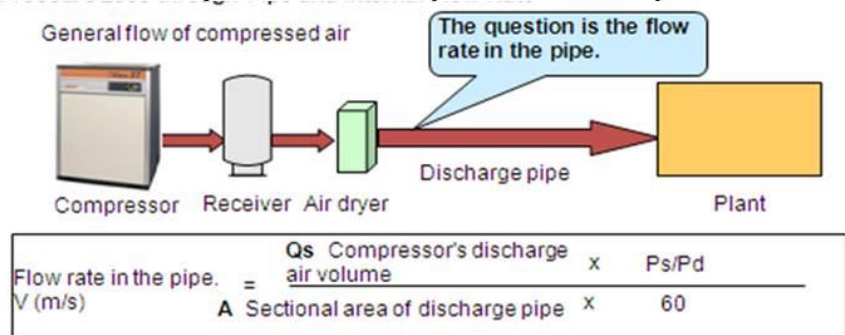 General flow of compressed air
The question is the flow
rate in the pipe.
Discharge pipe
Compressor Receiver Air dryer Plant
Qs Compressor's discharge
air volume x Ps/Pd
Flow rate in the pipe. =
V (m/s)
A Sectional area of discharge pipe x 60